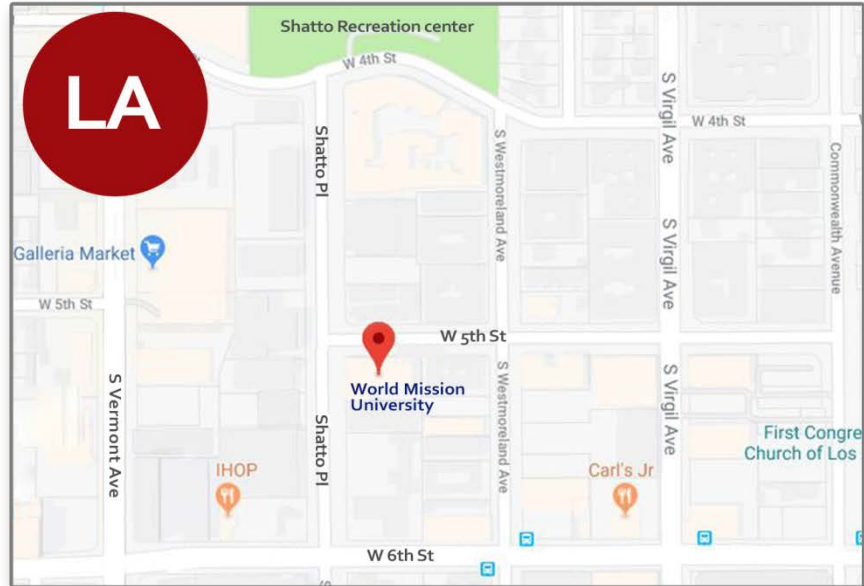 LA
Shatto Recreation center
W 4th St
W 4th St
S Virgil Ave
Shatto Pl
S Westmoreland Ave
Commonwealth Avenue
Galleria Market
S Virgil Ave
W 5th St
W 5th St
World Mission
University
S Vermont Ave
Shatto Pl
S Westmoreland Ave
S Virgil Ave
First Congre
Church of Los
IHOP
Carl's Jr
W 6th St
S